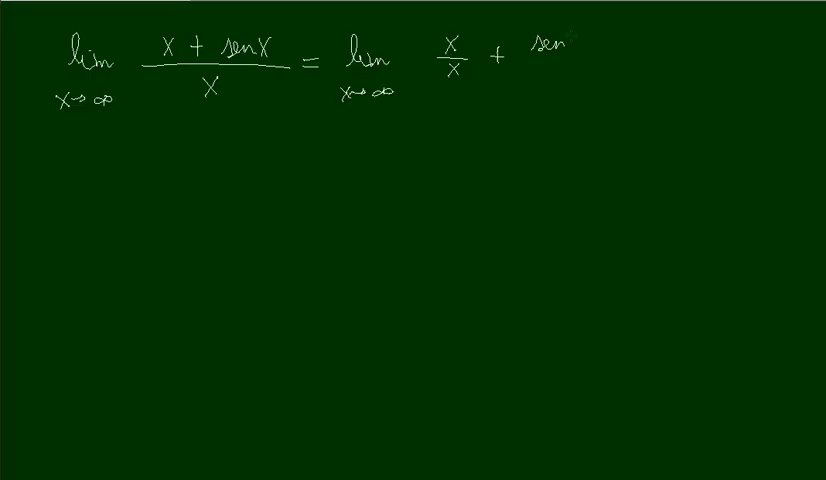 lim x→∞ (x + senx)/x = lim x→∞ x/x + sen